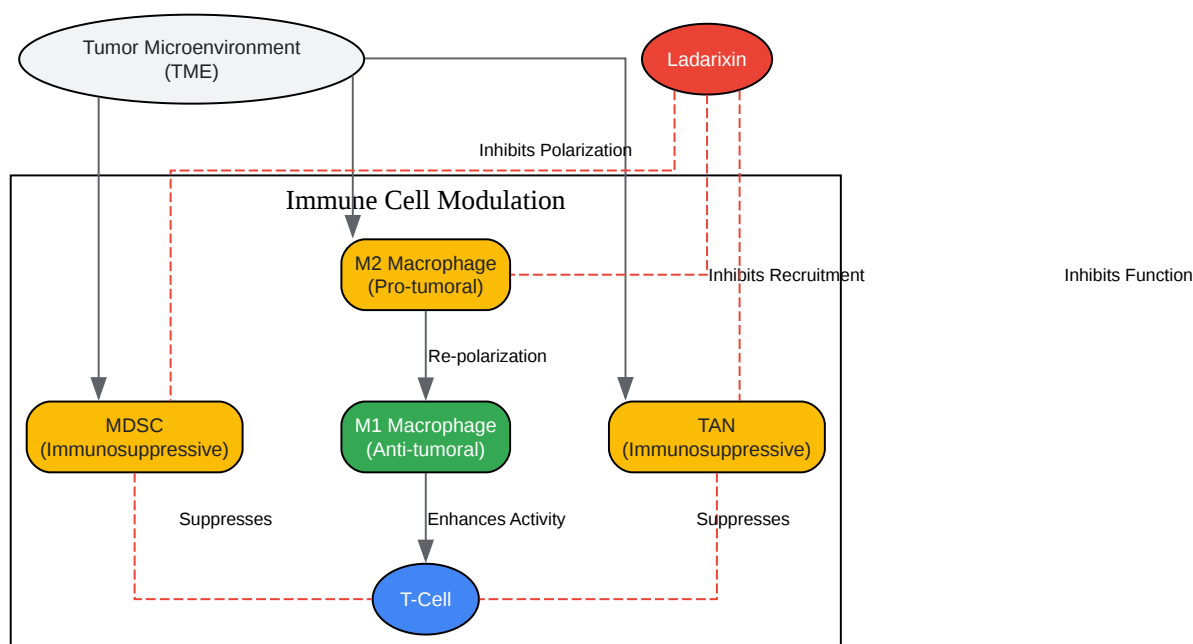 Tumor Microenvironment
(TME)
Ladarixin
Inhibits Polarization
Immune Cell Modulation
M2 Macrophage
(Pro-tumoral)
Inhibits Recruitment
Inhibits Function
Re-polarization
MDSC
(Immunosuppressive)
M1 Macrophage
(Anti-tumoral)
TAN
(Immunosuppressive)
Suppresses
Enhances Activity
Suppresses
T-Cell